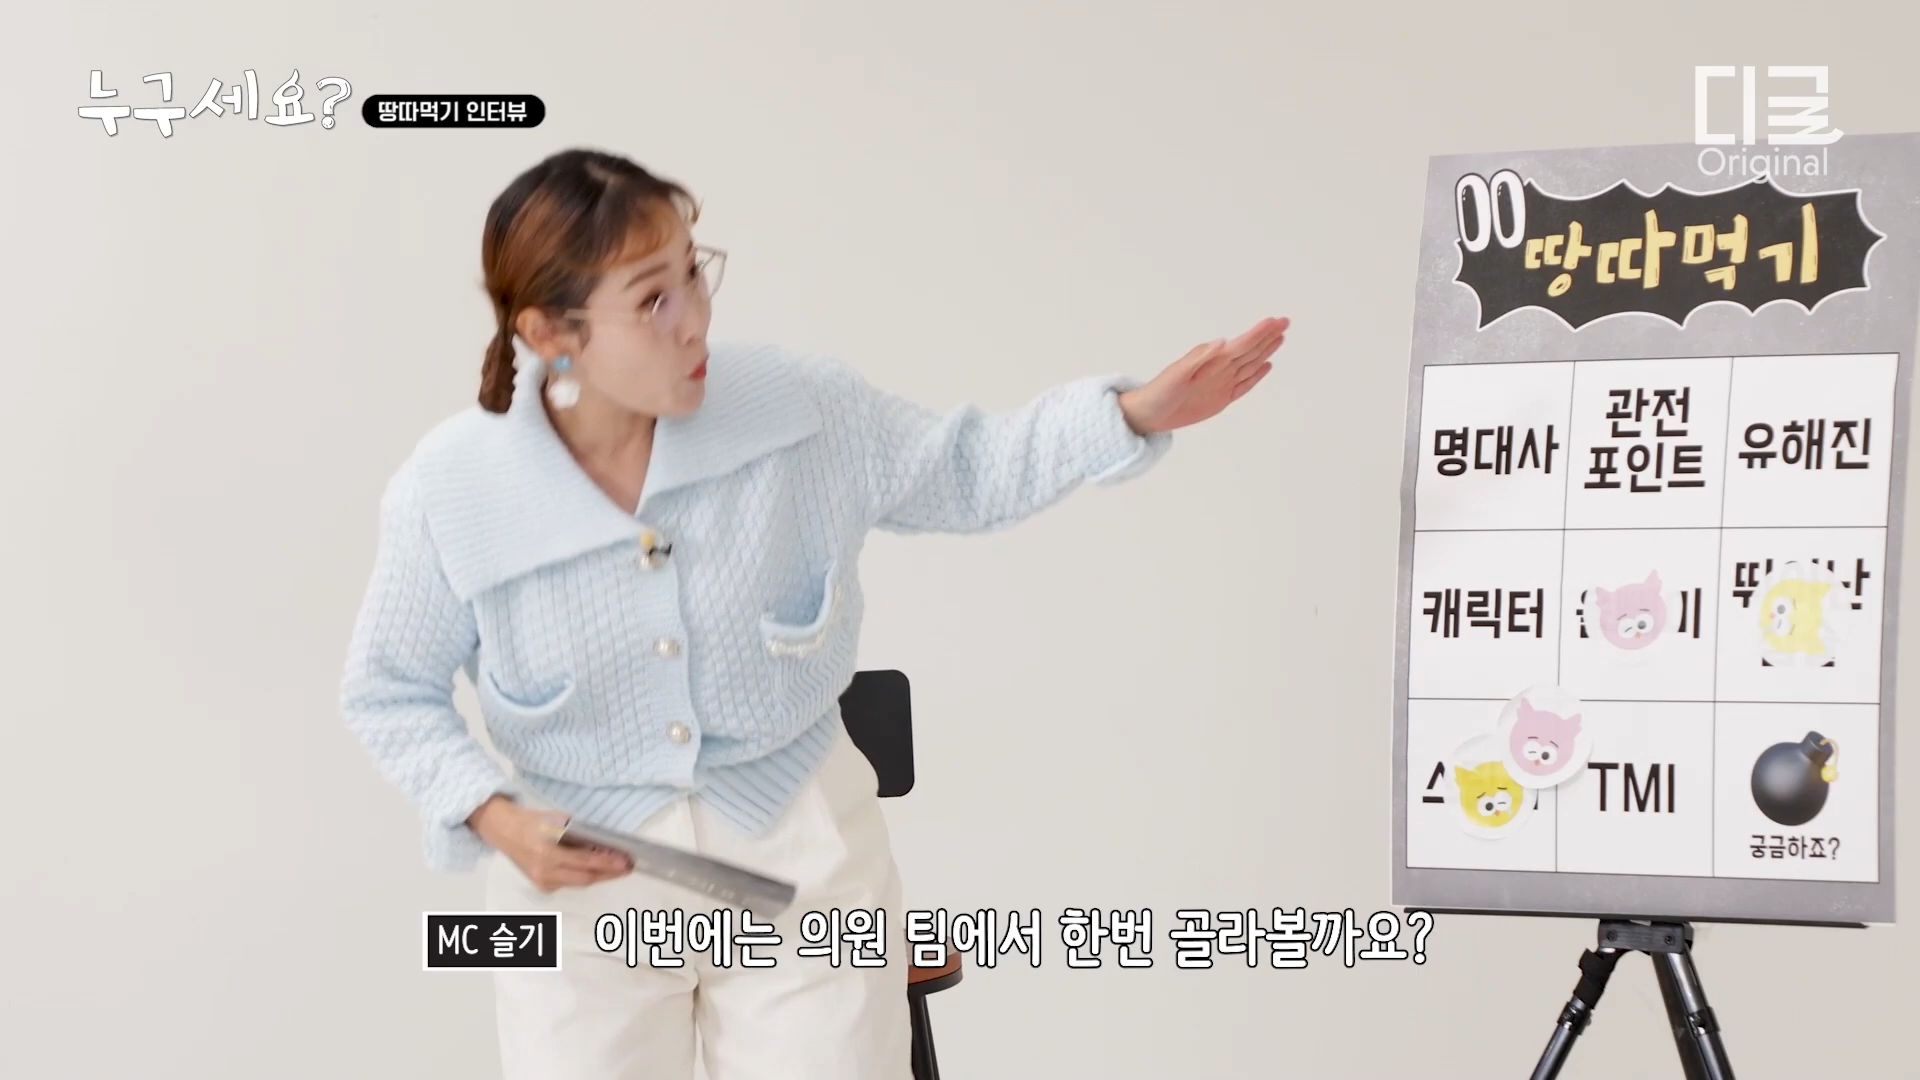 누구세요?
땅따먹기 인터뷰
디글
Original
땅따먹기
명대사
관전
포인트
유해진
캐릭터
TMI
궁금하죠?
MC 슬기
이번에는 의원 팀에서 한번 골라볼까요?